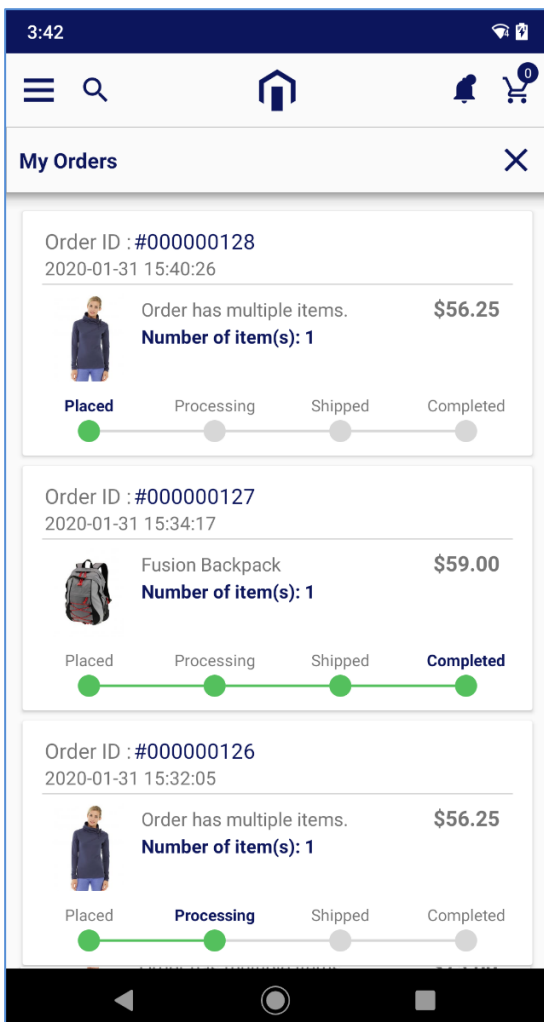 3:42
0
My Orders
Order ID : #000000128
2020-01-31 15:40:26
Order has multiple items. $56.25
Number of item(s): 1
Placed Processing Shipped Completed
Order ID : #000000127
2020-01-31 15:34:17
Fusion Backpack $59.00
Number of item(s): 1
Placed Processing Shipped Completed
Order ID : #000000126
2020-01-31 15:32:05
Order has multiple items. $56.25
Number of item(s): 1
Placed Processing Shipped Completed